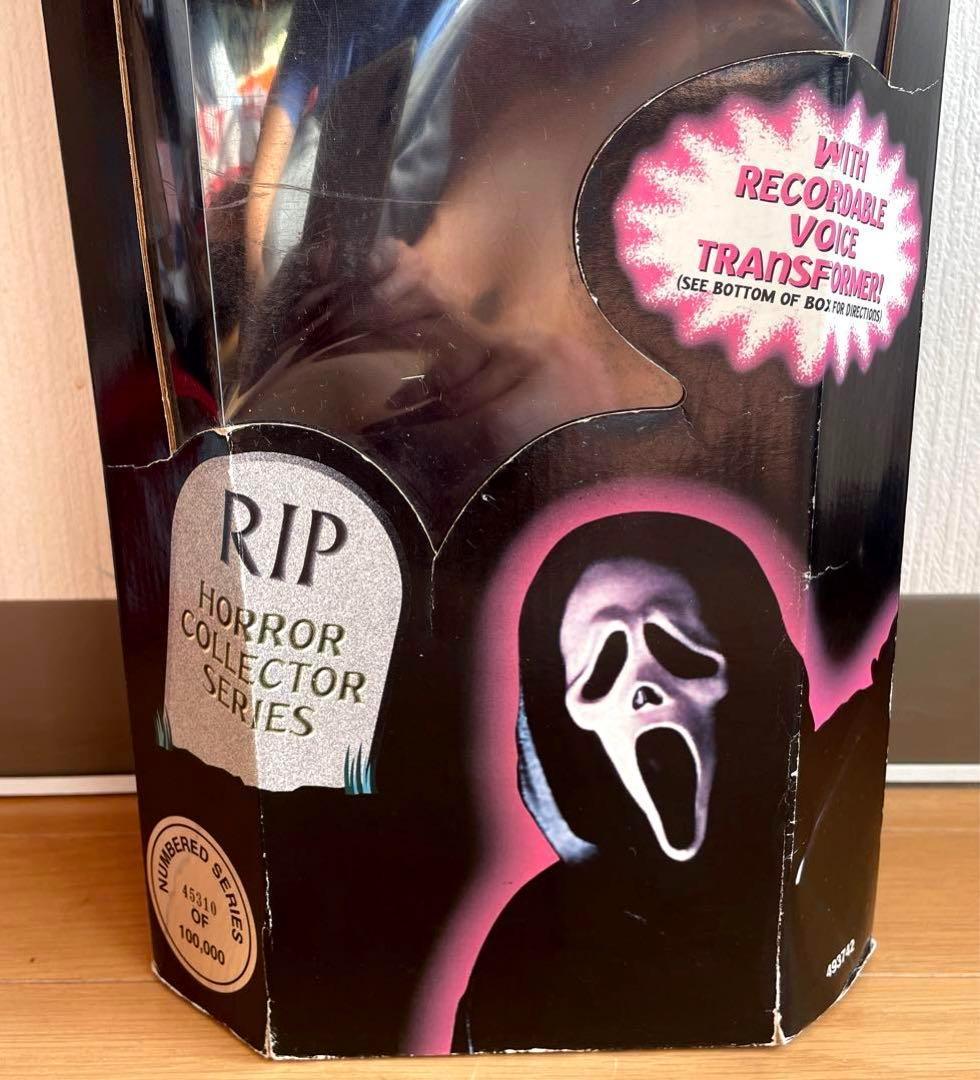 WITH
RECORDABLE
VOICE
TRANSFORMER!
(SEE BOTTOM OF BOX FOR DIRECTIONS)
RIP
HORROR
COLLECTOR
SERIES
NUMBERED SERIES
45310
OF
100,000
493742